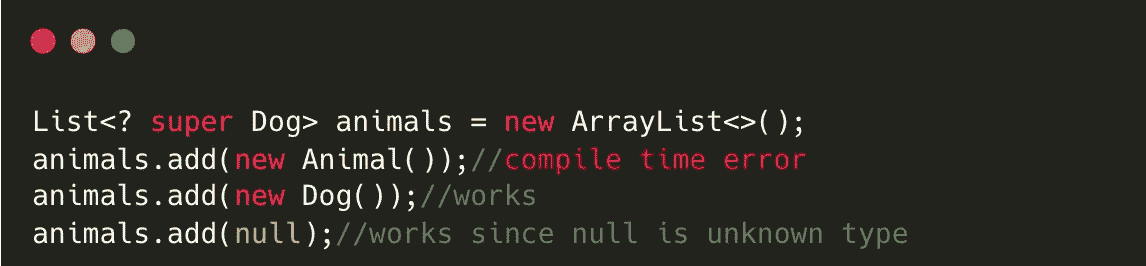 List<? super Dog> animals = new ArrayList<>();
animals.add(new Animal());//compile time error
animals.add(new Dog());//works
animals.add(null);//works since null is unknown type